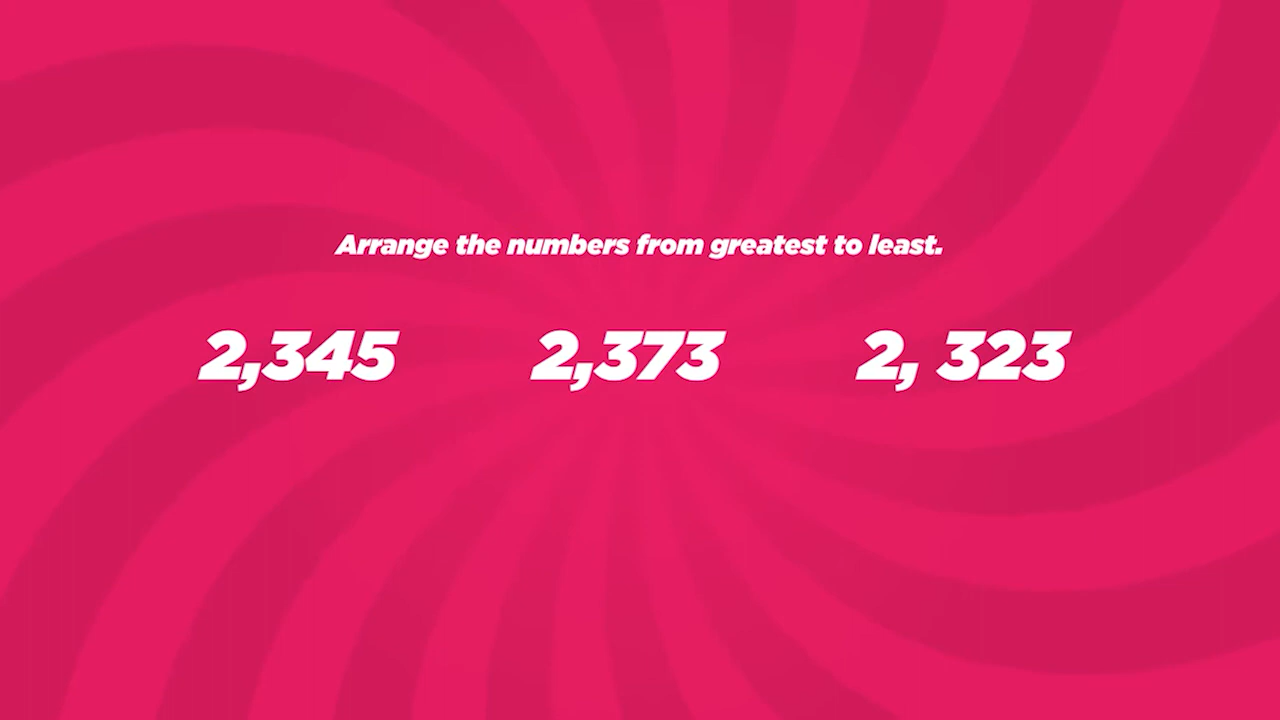 Arrange the numbers from greatest to least.
2,345 2,373 2, 323